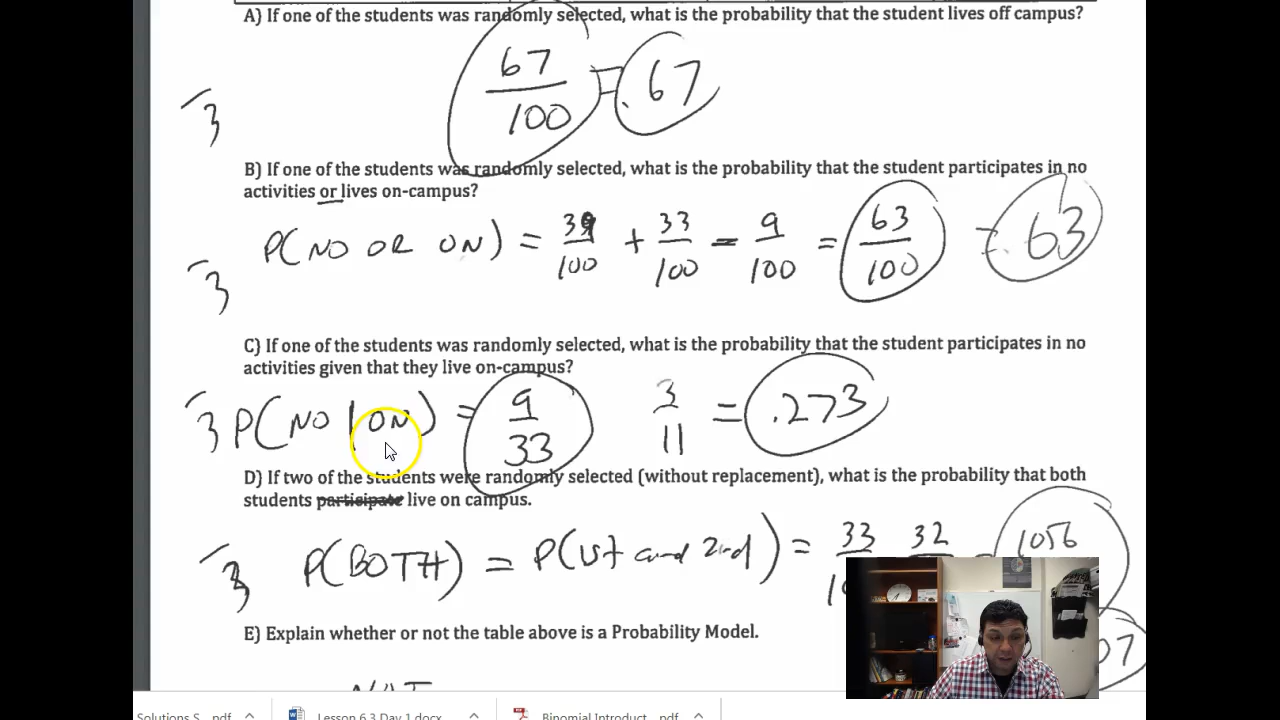 A) If one of the students was randomly selected, what is the probability that the student lives off campus?
67/100 = .67
-3
B) If one of the students was randomly selected, what is the probability that the student participates in no
activities or lives on-campus?
P(NO OR ON) = 39/100 + 33/100 - 9/100 = 63/100 = .63
-3
C) If one of the students was randomly selected, what is the probability that the student participates in no
activities given that they live on-campus?
-3 P(NO | ON) = 9/33 3/11 = .273
D) If two of the students were randomly selected (without replacement), what is the probability that both
students participate live on campus.
-3 P(BOTH) = P(1st and 2nd) = 33 32 = 1056
07
E) Explain whether or not the table above is a Probability Model.
NOT
Solutions S....pdf Lesson 6.3 Day 1.docx Binomial Introduct...pdf